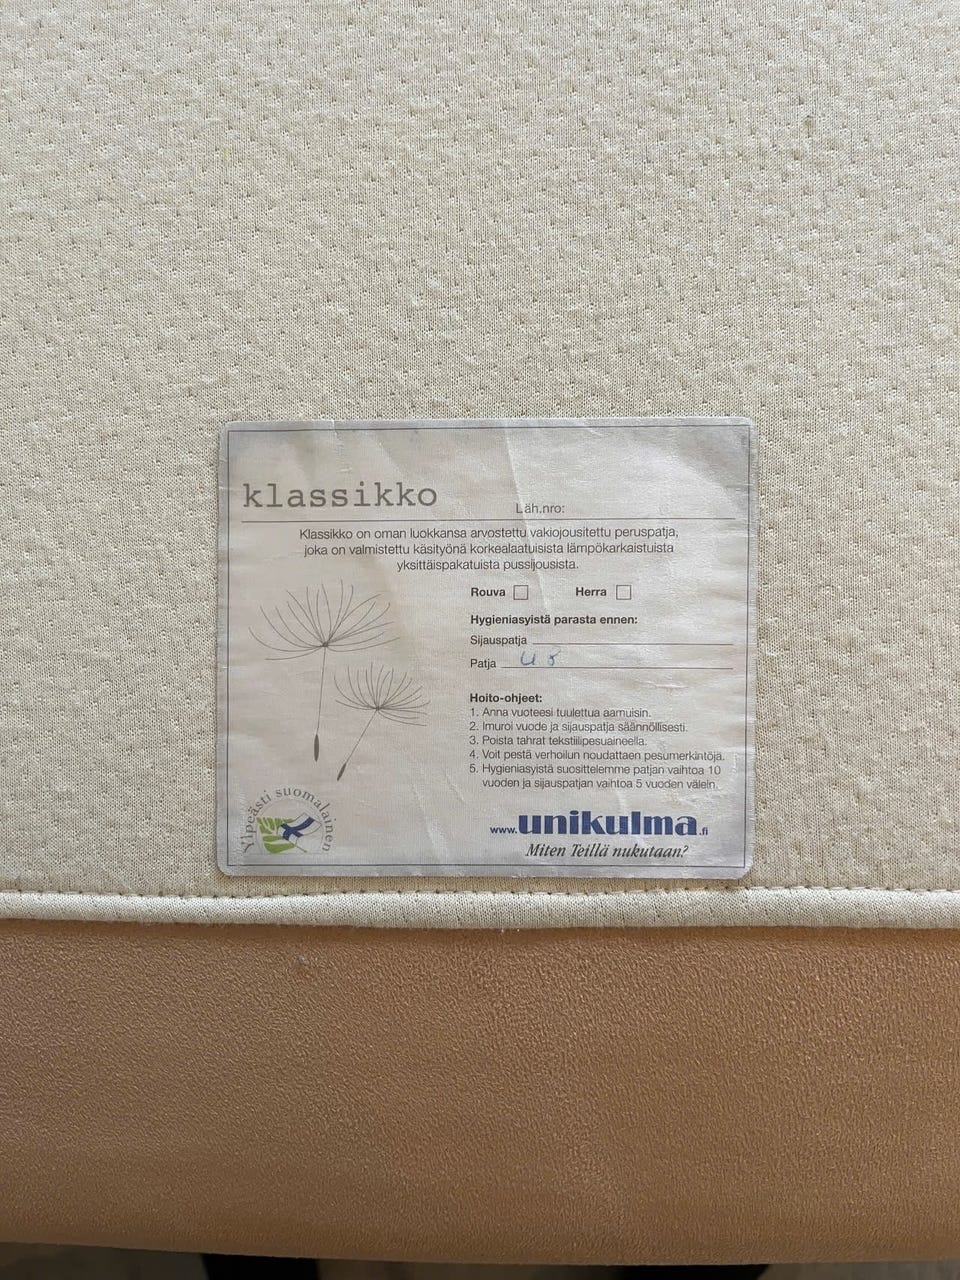 klassikko
Läh.nro:
Klassikko on oman luokkansa arvostettu vakiojousitettu peruspatja,
joka on valmistettu käsityönä korkealaatuisista lämpökarkaistuista
yksittäispakatuista pussijousista.
Rouva Herra
Hygieniasyistä parasta ennen:
Sijauspatja
Patja
Hoito-ohjeet:
1. Anna vuoteesi tuulettua aamuisin.
2. Imuroi vuode ja sijauspatja säännöllisesti.
3. Poista tahrat tekstiilipesuaineella.
4. Voit pestä verhoilun noudattaen pesumerkintöjä.
5. Hygieniasyistä suosittelemme patjan vaihtoa 10
vuoden ja sijauspatjan vaihtoa 5 vuoden välein.
Ylpeästi suomalainen
www.unikulma.fi
Miten Teillä nukutaan?